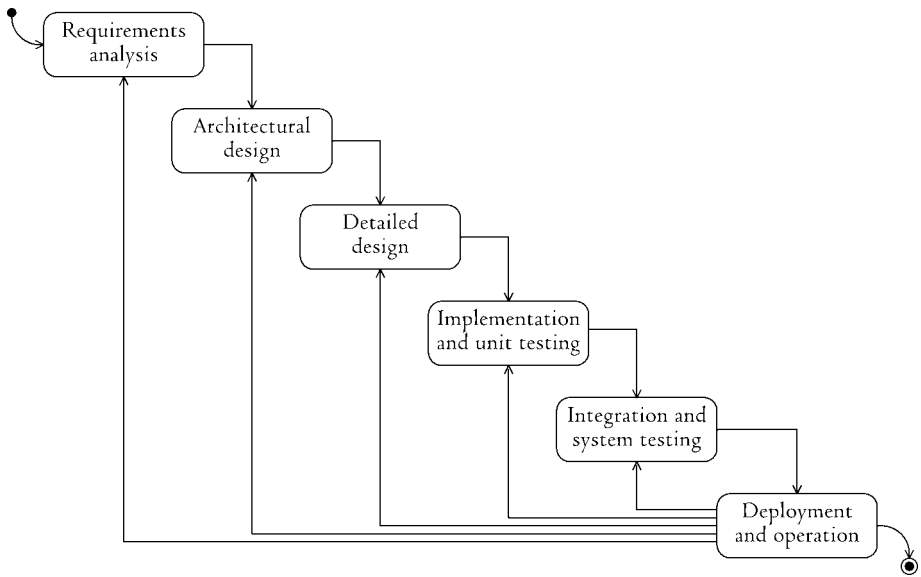 Requirements
analysis
Architectural
design
Detailed
design
Implementation
and unit testing
Integration and
system testing
Deployment
and operation